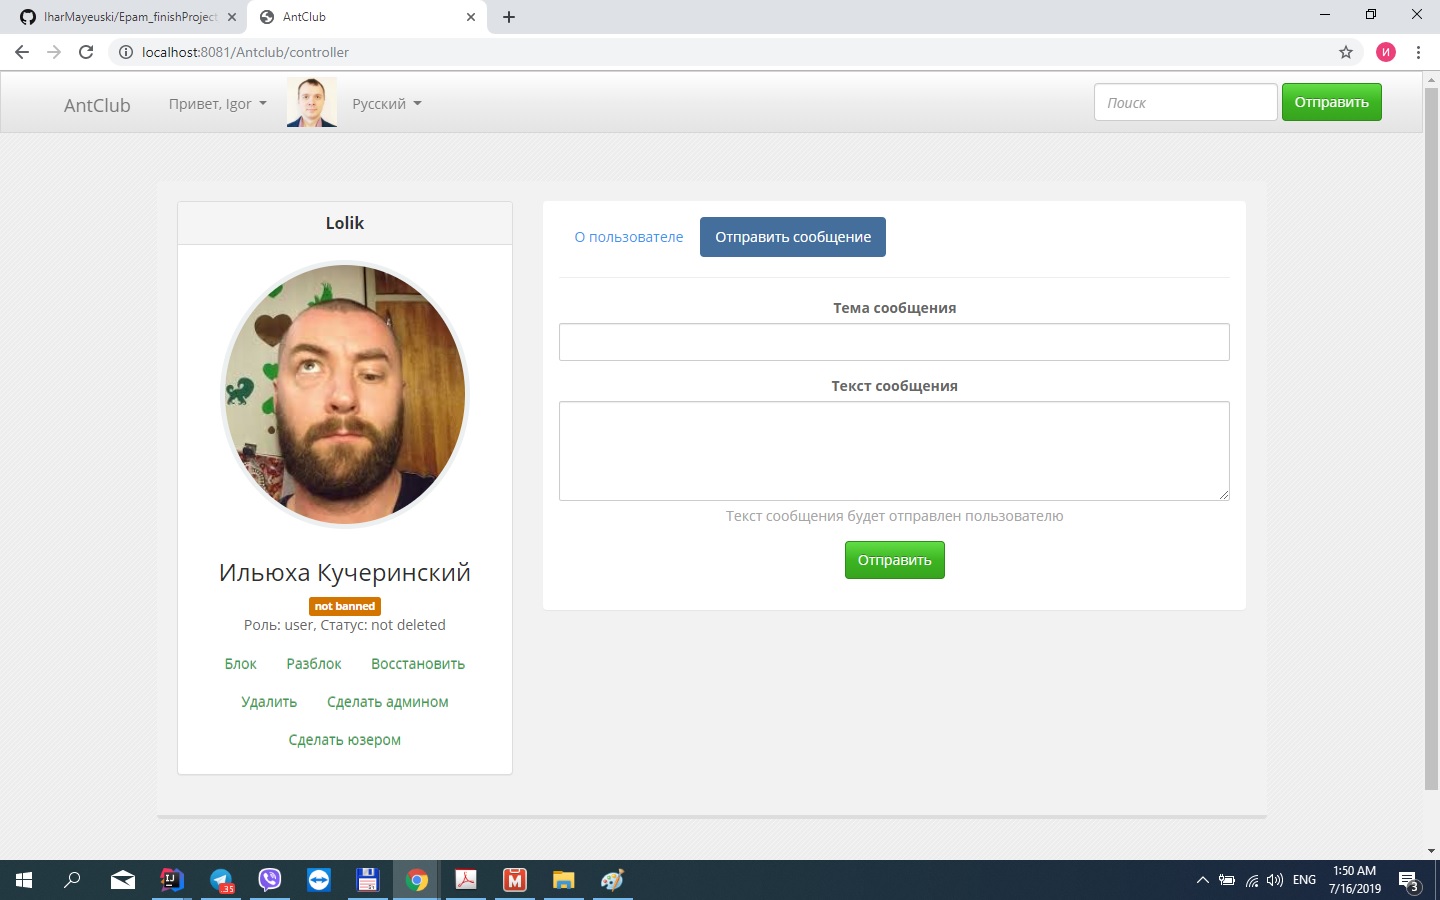 IharMayeuski/Epam_finishProject
AntClub
localhost:8081/Antclub/controller
И
AntClub
Привет, Igor
Русский
Поиск
Отправить
Lolik
Ильюха Кучеринский
not banned
Роль: user, Статус: not deleted
Блок Разблок Восстановить
Удалить Сделать админом
Сделать юзером
О пользователе
Отправить сообщение
Тема сообщения
Текст сообщения
Текст сообщения будет отправлен пользователю
Отправить
IJ
35
31
M
ENG
1:50 AM
7/16/2019
3